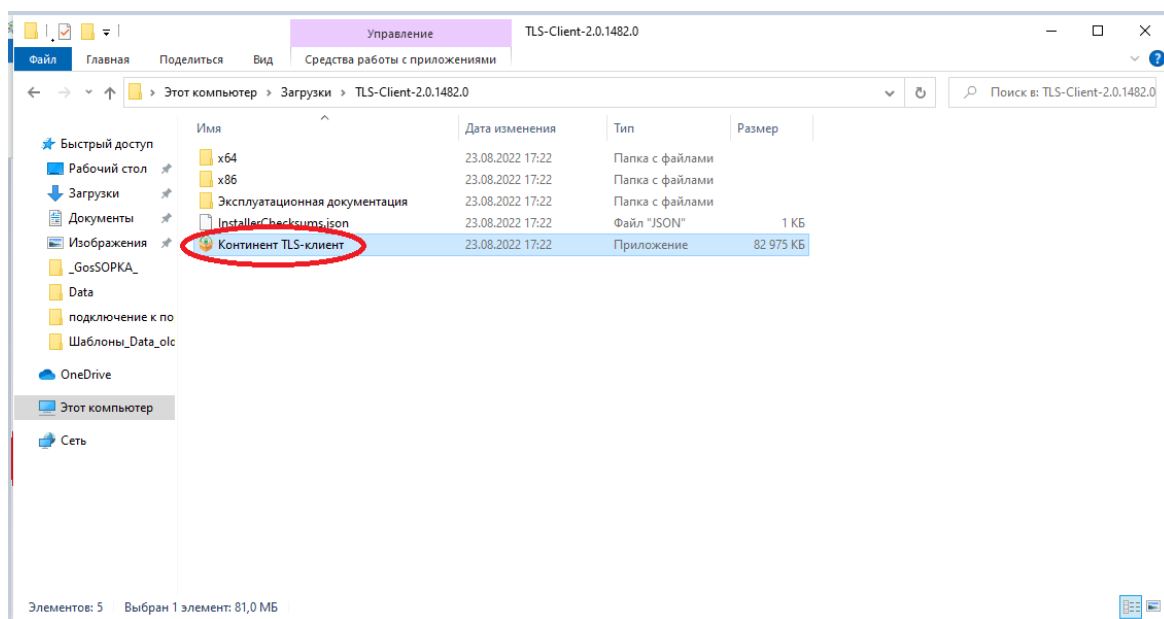 Управление
TLS-Client-2.0.1482.0
Файл Главная Поделиться Вид Средства работы с приложениями
Этот компьютер › Загрузки › TLS-Client-2.0.1482.0
Поиск в: TLS-Client-2.0.1482.0
Имя Дата изменения Тип Размер
Быстрый доступ
Рабочий стол
Загрузки
Документы
Изображения
_GosSOPKA_
Data
подключение к по
Шаблоны_Data_old
OneDrive
Этот компьютер
Сеть
x64 23.08.2022 17:22 Папка с файлами
x86 23.08.2022 17:22 Папка с файлами
Эксплуатационная документация 23.08.2022 17:22 Папка с файлами
InstallerChecksums.json 23.08.2022 17:22 Файл "JSON" 1 КБ
Континент TLS-клиент 23.08.2022 17:22 Приложение 82 975 КБ
Элементов: 5 Выбран 1 элемент: 81,0 МБ